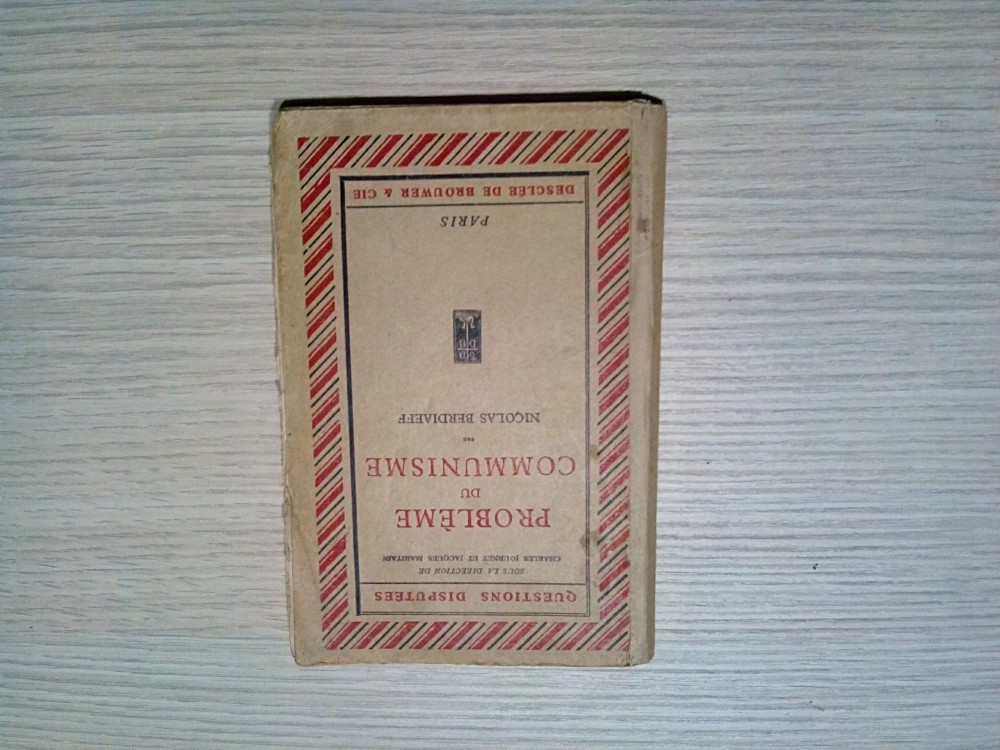 QUESTIONS DISPUTÉES
SOUS LA DIRECTION DE
CHARLES JOURNET ET JACQUES MARITAIN
PROBLÈME
DU
COMMUNISME
PAR
NICOLAS BERDIAEFF
DDB
PARIS
DESCLÉE DE BROUWER & CIE